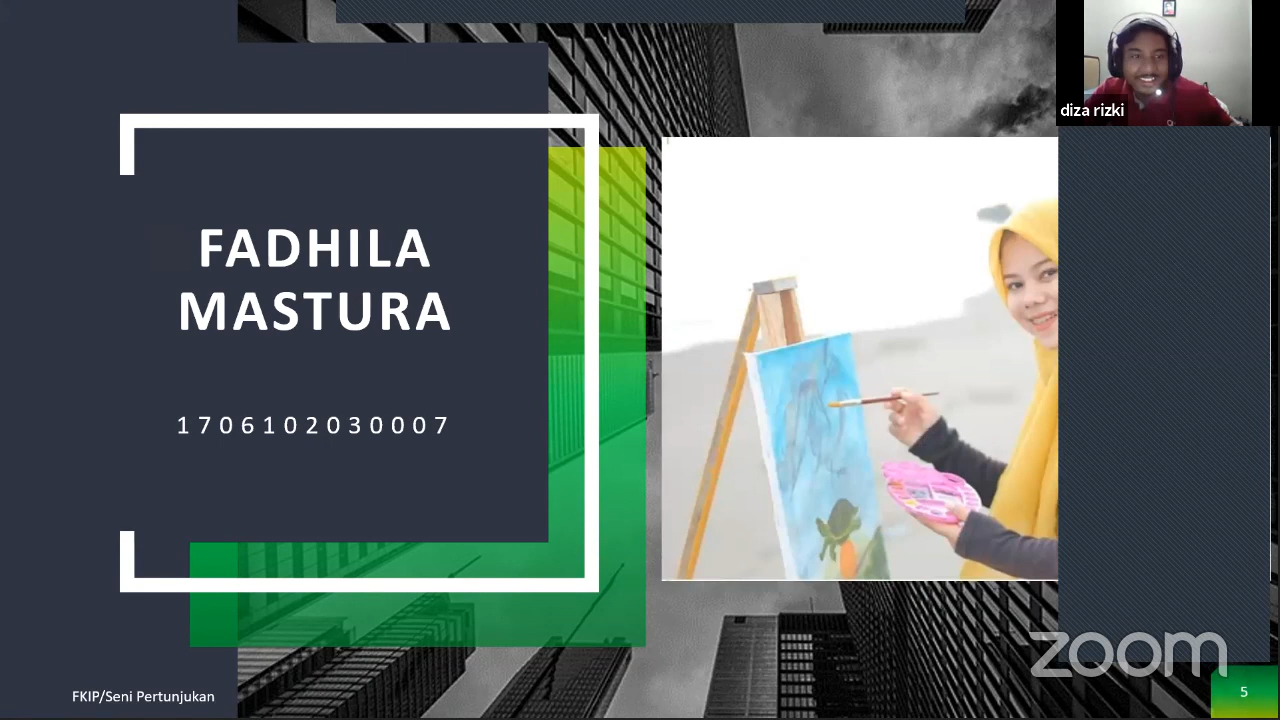 diza rizki
FADHILA
MASTURA
1706102030007
FKIP/Seni Pertunjukan
zoom
5